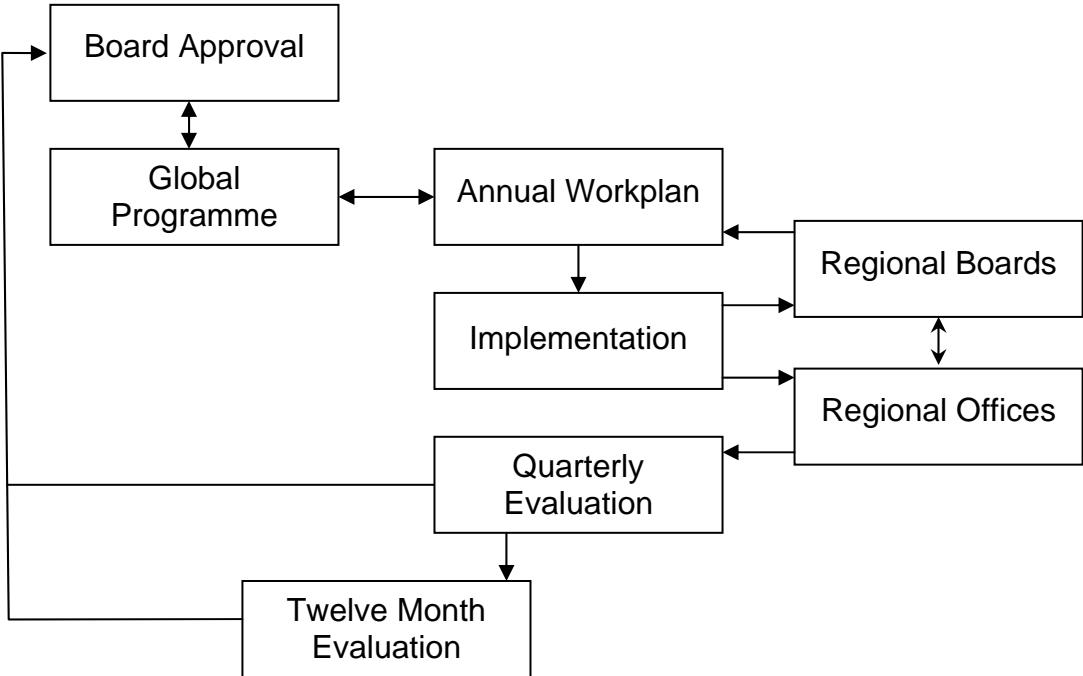 Board Approval
Global
Programme
Annual Workplan
Regional Boards
Implementation
Regional Offices
Quarterly
Evaluation
Twelve Month
Evaluation